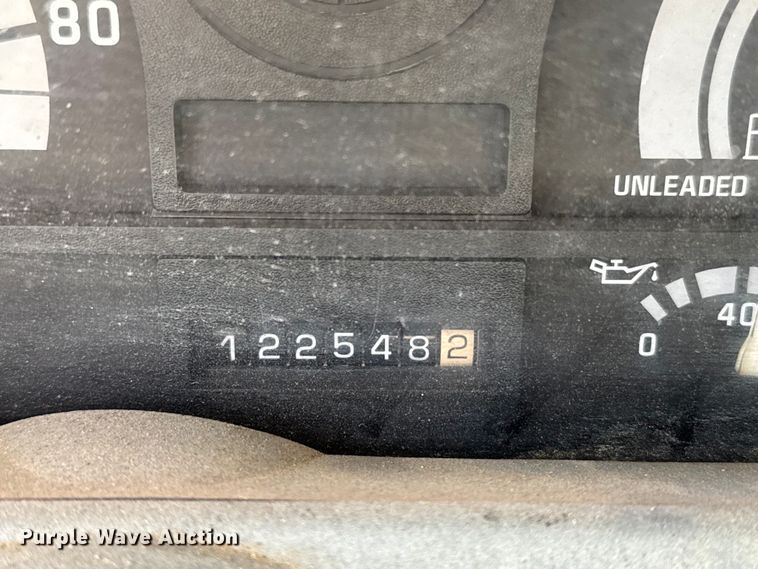 80
UNLEADED
1225482
0 40
Purple Wave Auction